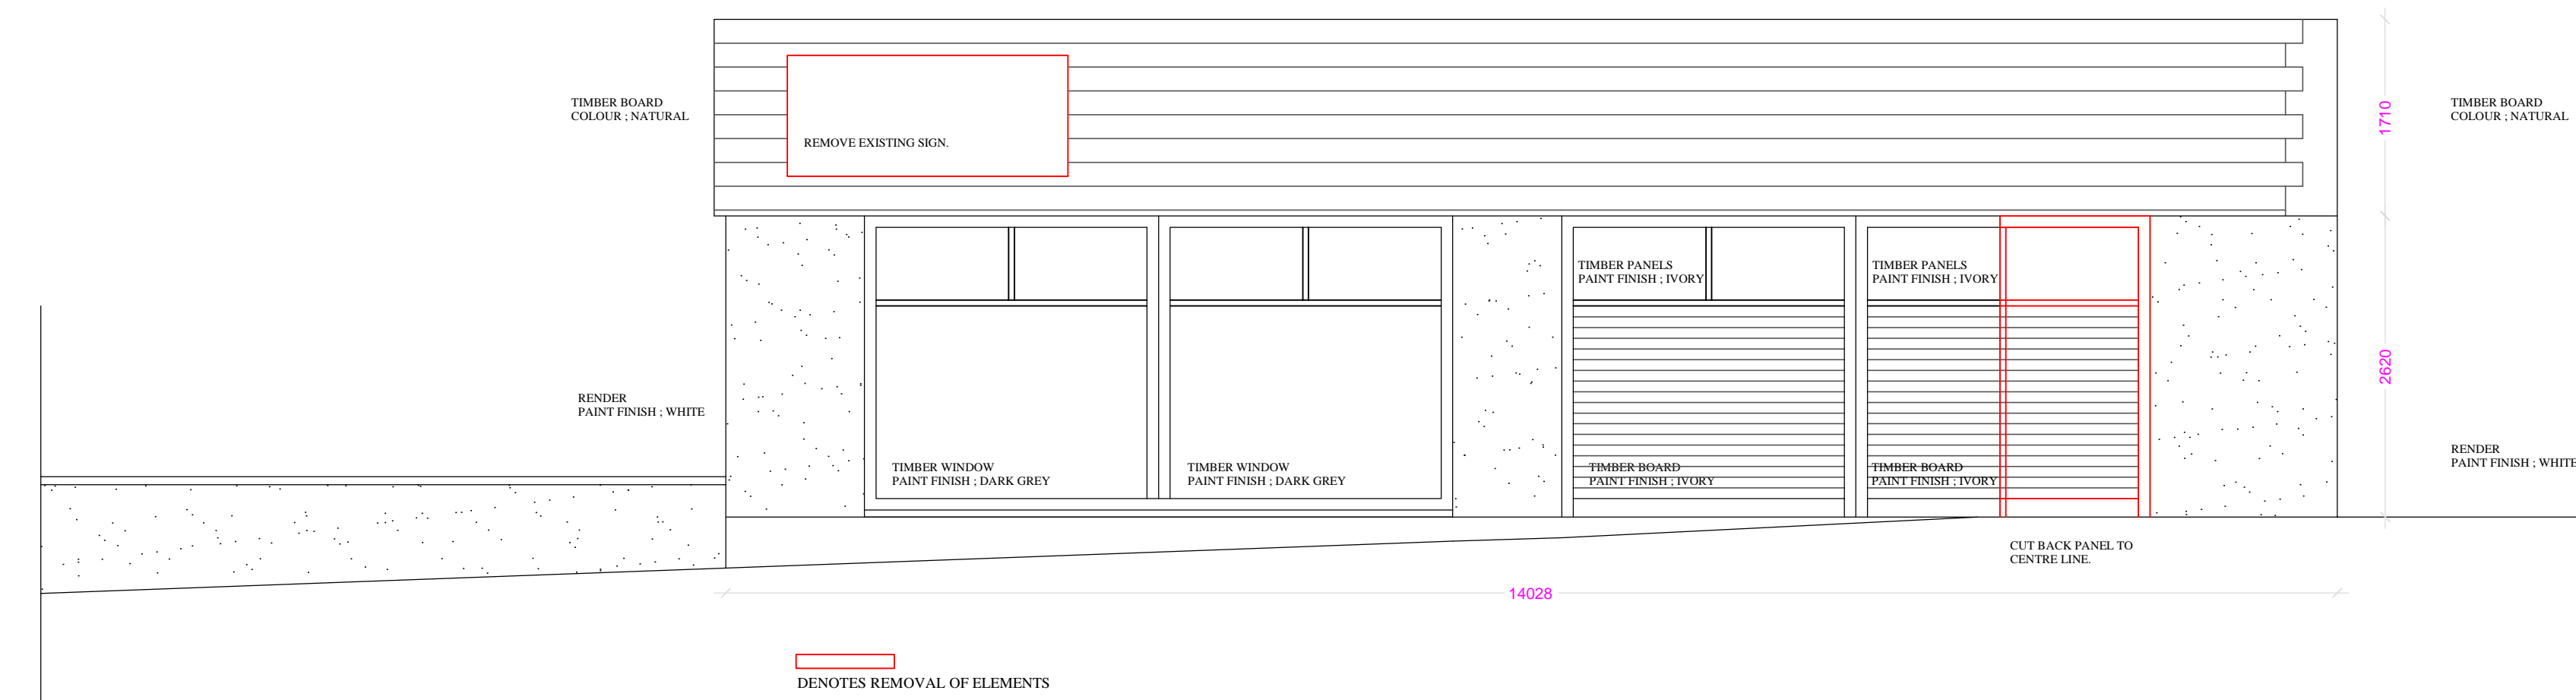 TIMBER BOARD
COLOUR ; NATURAL
REMOVE EXISTING SIGN.
1710
TIMBER BOARD
COLOUR ; NATURAL
TIMBER PANELS
PAINT FINISH ; IVORY
TIMBER PANELS
PAINT FINISH ; IVORY
2620
RENDER
PAINT FINISH ; WHITE
TIMBER WINDOW
PAINT FINISH ; DARK GREY
TIMBER WINDOW
PAINT FINISH ; DARK GREY
TIMBER BOARD
PAINT FINISH ; IVORY
TIMBER BOARD
PAINT FINISH ; IVORY
RENDER
PAINT FINISH ; WHITE
CUT BACK PANEL TO
CENTRE LINE.
14028
DENOTES REMOVAL OF ELEMENTS